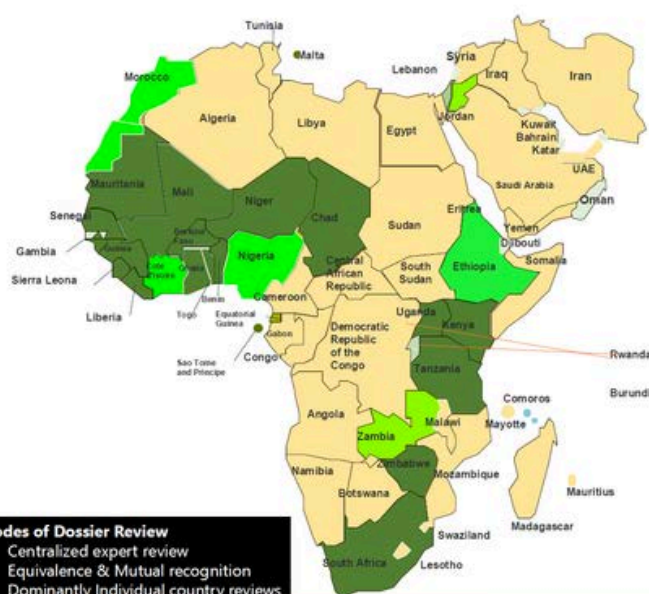 Tunisia
Malta
Syria
Lebanon
Iraq
Iran
Morocco
Jordan
Algeria
Libya
Egypt
Kuwait
Bahrain
Katar
UAE
Saudi Arabia
Oman
Mauritania
Mali
Niger
Chad
Sudan
Eritrea
Yemen
Djibouti
Senegal
Gambia
Guinea
Burkina
Faso
Nigeria
Somalia
Sierra Leona
Ghana
Benin
Central
African
Republic
South
Sudan
Ethiopia
Liberia
Togo
Equatorial
Guinea
Cameroon
Gabon
Congo
Sao Tome
and Principe
Democratic
Republic
of the
Congo
Uganda
Kenya
Rwanda
Tanzania
Burundi
Comoros
Mayotte
Angola
Zambia
Malawi
Zimbabwe
Mozambique
Namibia
Botswana
Mauritius
Madagascar
Swaziland
South Africa
Lesotho
odes of Dossier Review
Centralized expert review
Equivalence & Mutual recognition
Dominantly Individual country reviews